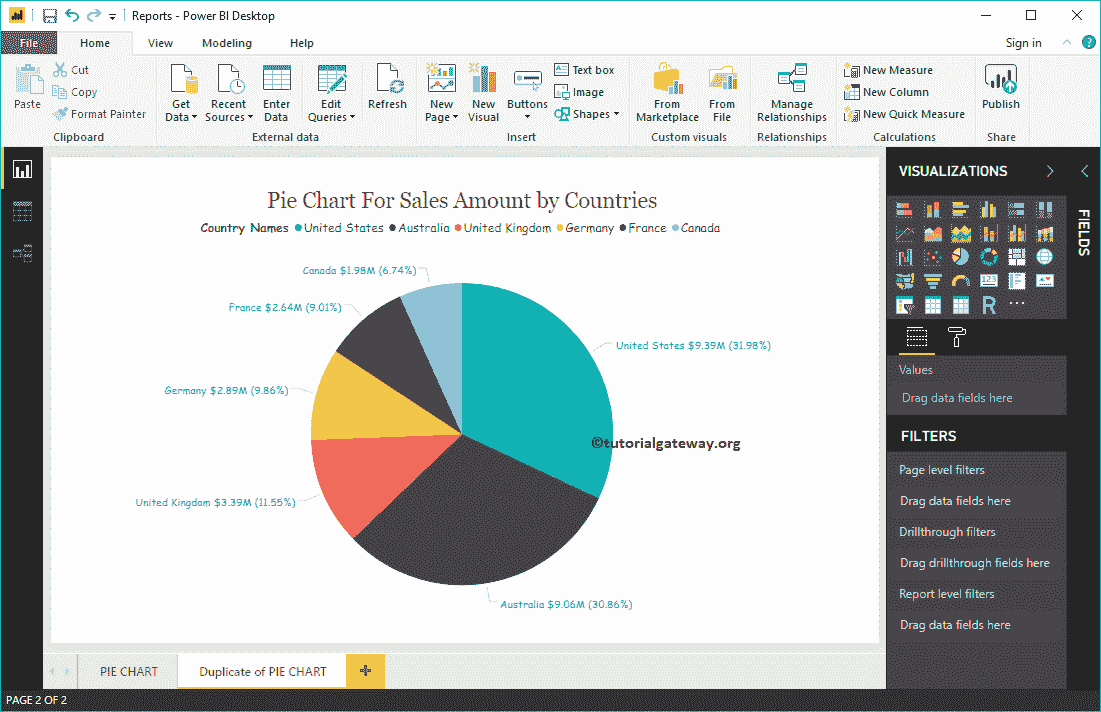 Reports - Power BI Desktop
File Home View Modeling Help Sign in
Paste
Cut
Copy
Format Painter
Clipboard
Get Data
Recent Sources
Enter Data
Edit Queries
External data
Refresh
New Page
New Visual
Buttons
Text box
Image
Shapes
Insert
From Marketplace
From File
Custom visuals
Manage Relationships
Relationships
New Measure
New Column
New Quick Measure
Calculations
Publish
Share
Pie Chart For Sales Amount by Countries
Country Names United States Australia United Kingdom Germany France Canada
Canada $1.98M (6.74%)
France $2.64M (9.01%)
United States $9.39M (31.98%)
Germany $2.89M (9.86%)
©tutorialgateway.org
United Kingdom $3.39M (11.55%)
Australia $9.06M (30.86%)
VISUALIZATIONS
FIELDS
123
R
Values
Drag data fields here
FILTERS
Page level filters
Drag data fields here
Drillthrough filters
Drag drillthrough fields here
Report level filters
Drag data fields here
PIE CHART
Duplicate of PIE CHART
PAGE 2 OF 2